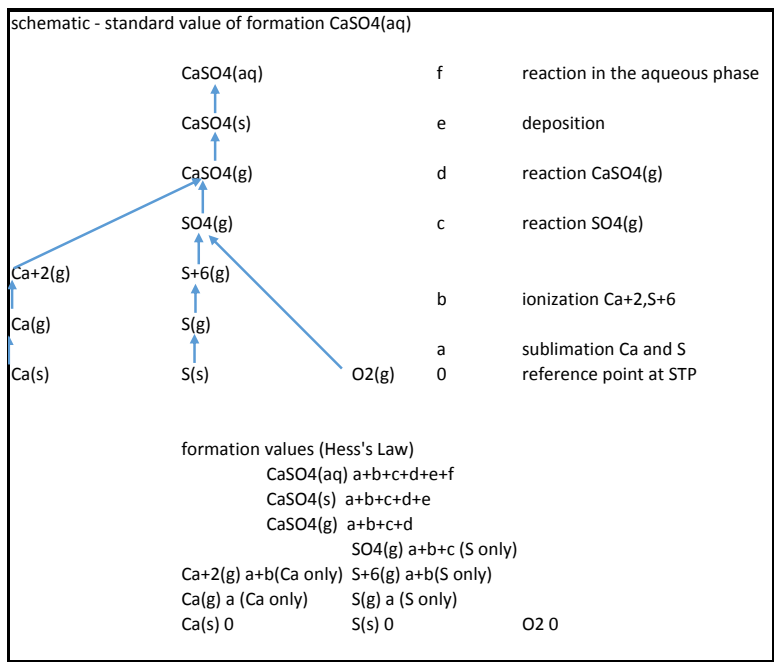 schematic - standard value of formation CaSO4(aq)
CaSO4(aq) f reaction in the aqueous phase
CaSO4(s) e deposition
CaSO4(g) d reaction CaSO4(g)
SO4(g) c reaction SO4(g)
Ca+2(g) S+6(g)
b ionization Ca+2,S+6
Ca(g) S(g)
a sublimation Ca and S
Ca(s) S(s) O2(g) 0 reference point at STP
formation values (Hess's Law)
CaSO4(aq) a+b+c+d+e+f
CaSO4(s) a+b+c+d+e
CaSO4(g) a+b+c+d
SO4(g) a+b+c (S only)
Ca+2(g) a+b(Ca only) S+6(g) a+b(S only)
Ca(g) a (Ca only) S(g) a (S only)
Ca(s) 0 S(s) 0 O2 0